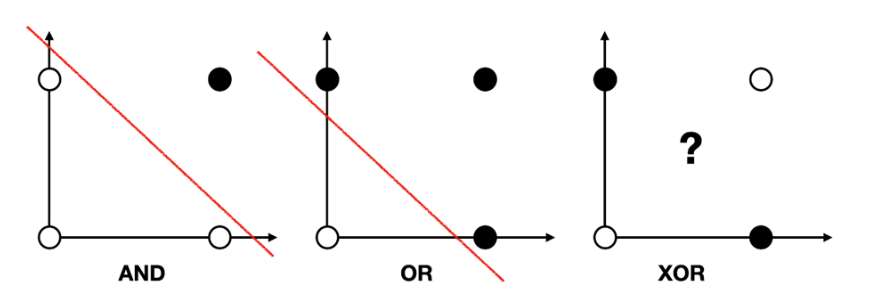 ?
AND
OR
XOR